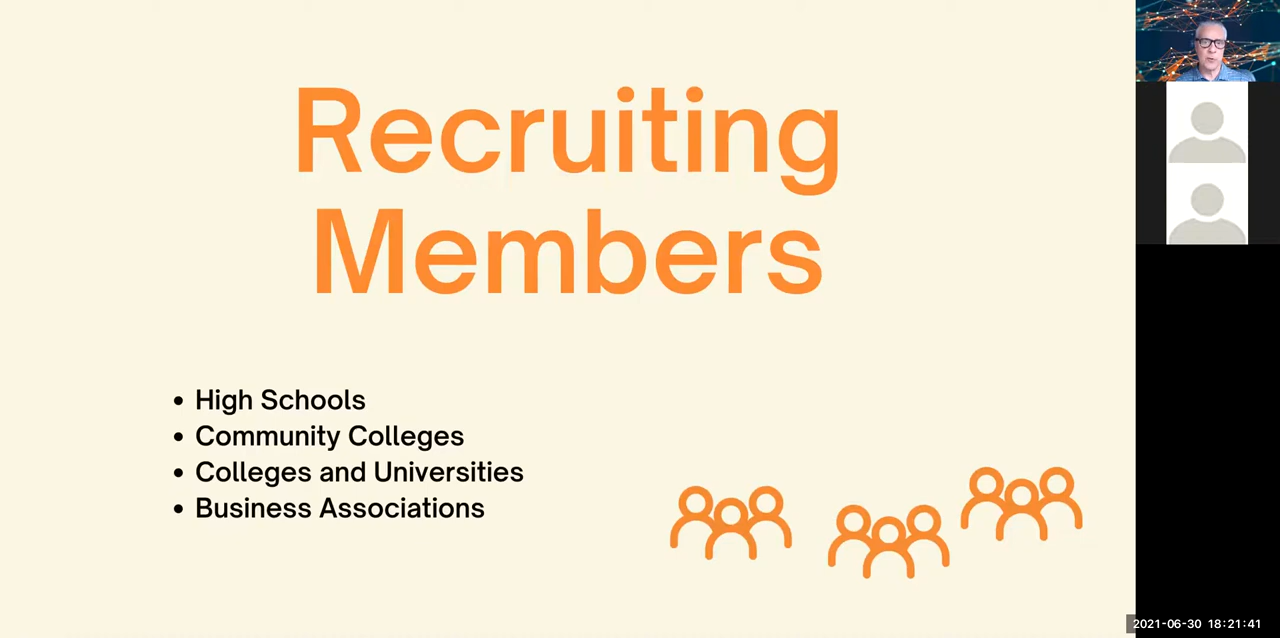 Recruiting
Members
• High Schools
• Community Colleges
• Colleges and Universities
• Business Associations
2021-06-30 18:21:41